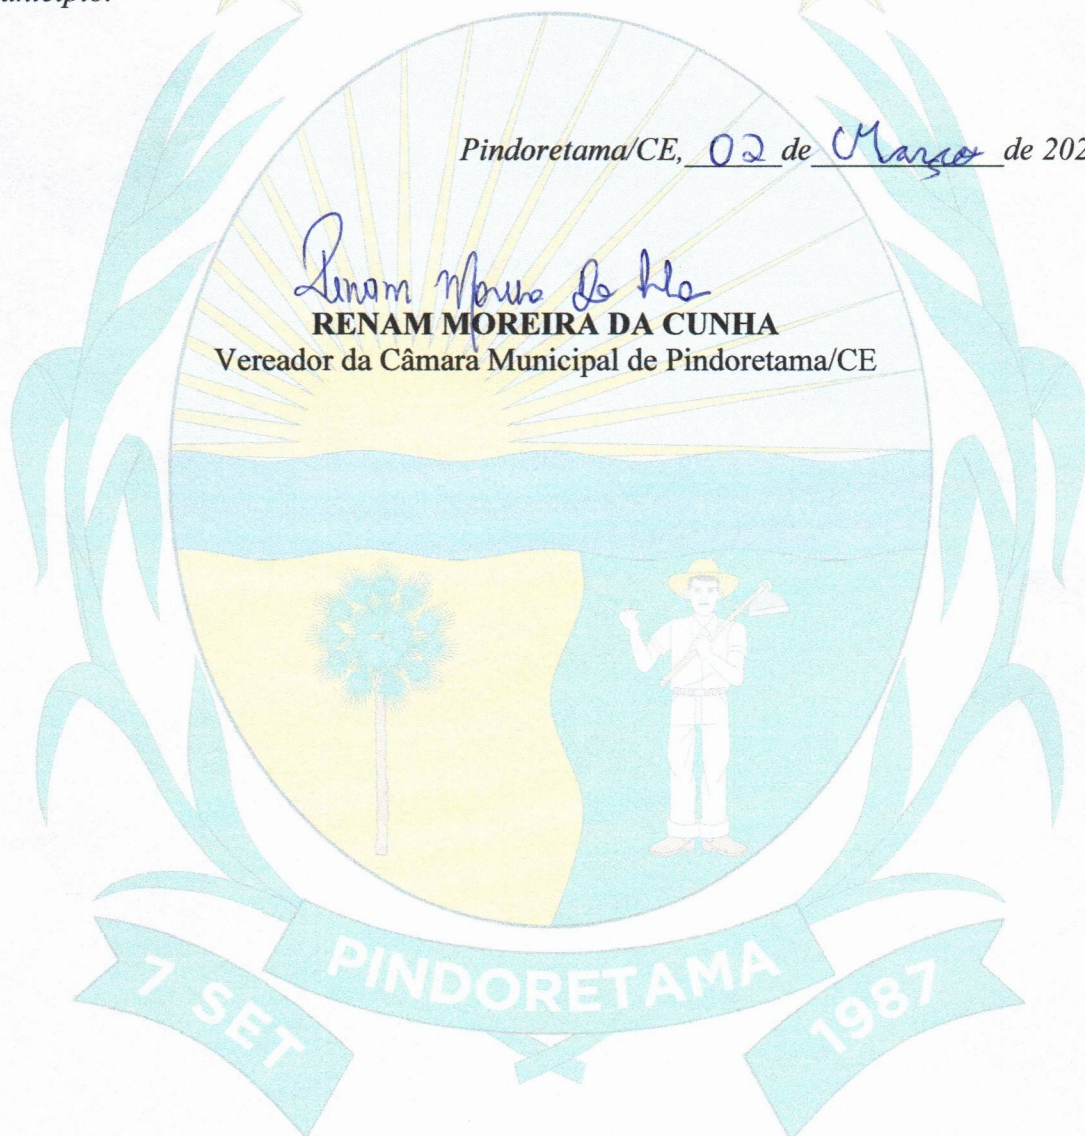 Pindoretama/CE, 02 de Março de 202
RENAM MOREIRA DA CUNHA
Vereador da Câmara Municipal de Pindoretama/CE
PINDORETAMA
7 SET
1987